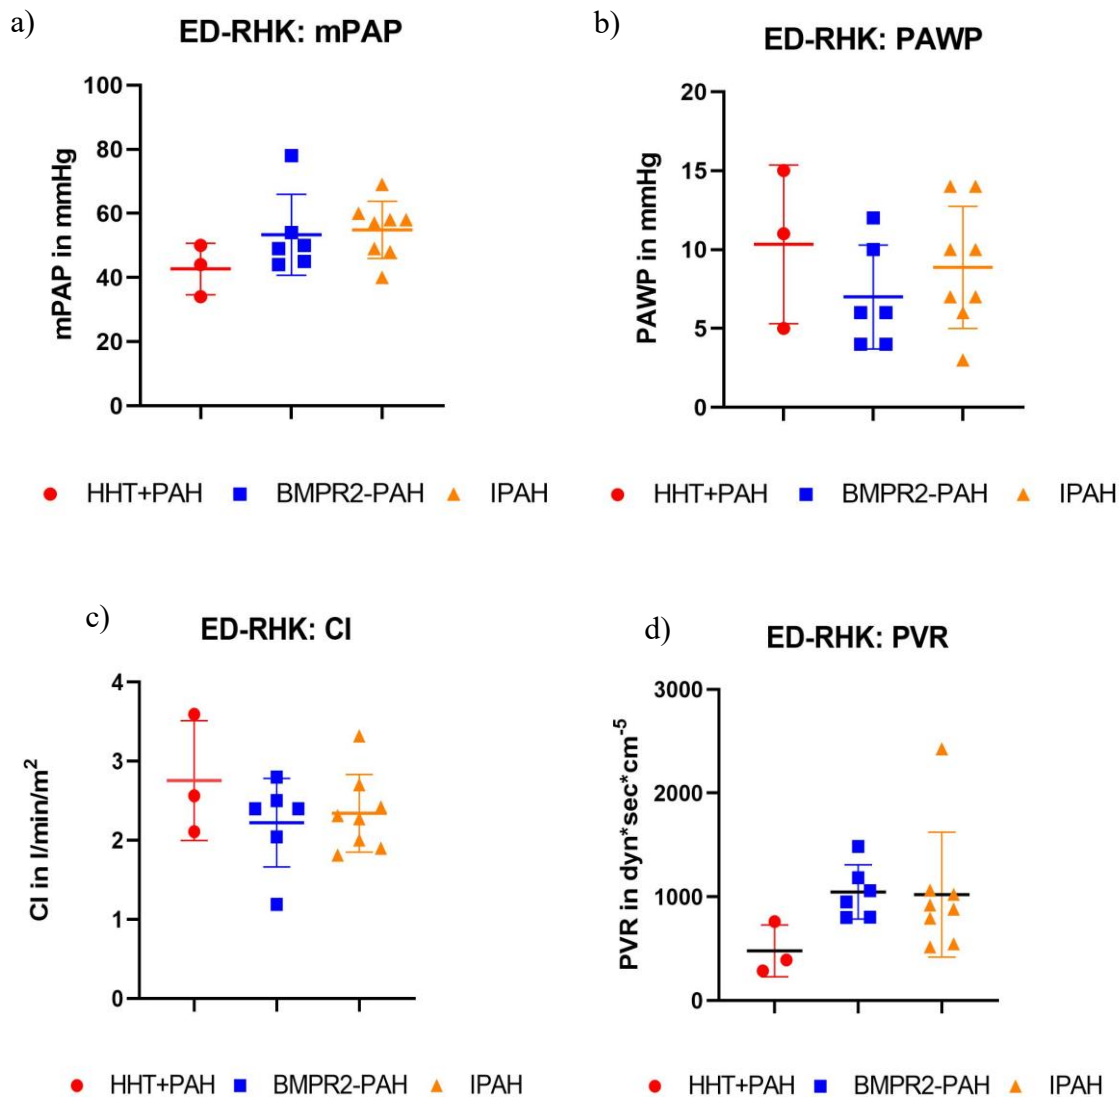 a)
ED-RHK: mPAP
mPAP in mmHg
100
80
60
40
20
0
HHT+PAH BMPR2-PAH IPAH
b)
ED-RHK: PAWP
PAWP in mmHg
20
15
10
5
0
HHT+PAH BMPR2-PAH IPAH
c)
ED-RHK: CI
CI in l/min/m²
4
3
2
1
0
HHT+PAH BMPR2-PAH IPAH
d)
ED-RHK: PVR
PVR in dyn*sec*cm⁻⁵
3000
2000
1000
0
HHT+PAH BMPR2-PAH IPAH